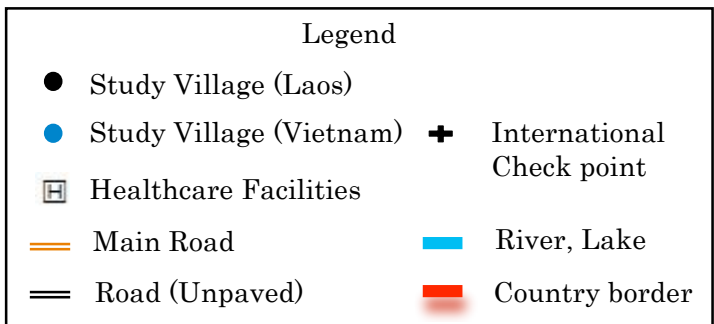 Legend
Study Village (Laos)
Study Village (Vietnam)
International
Check point
H Healthcare Facilities
Main Road
River, Lake
Road (Unpaved)
Country border